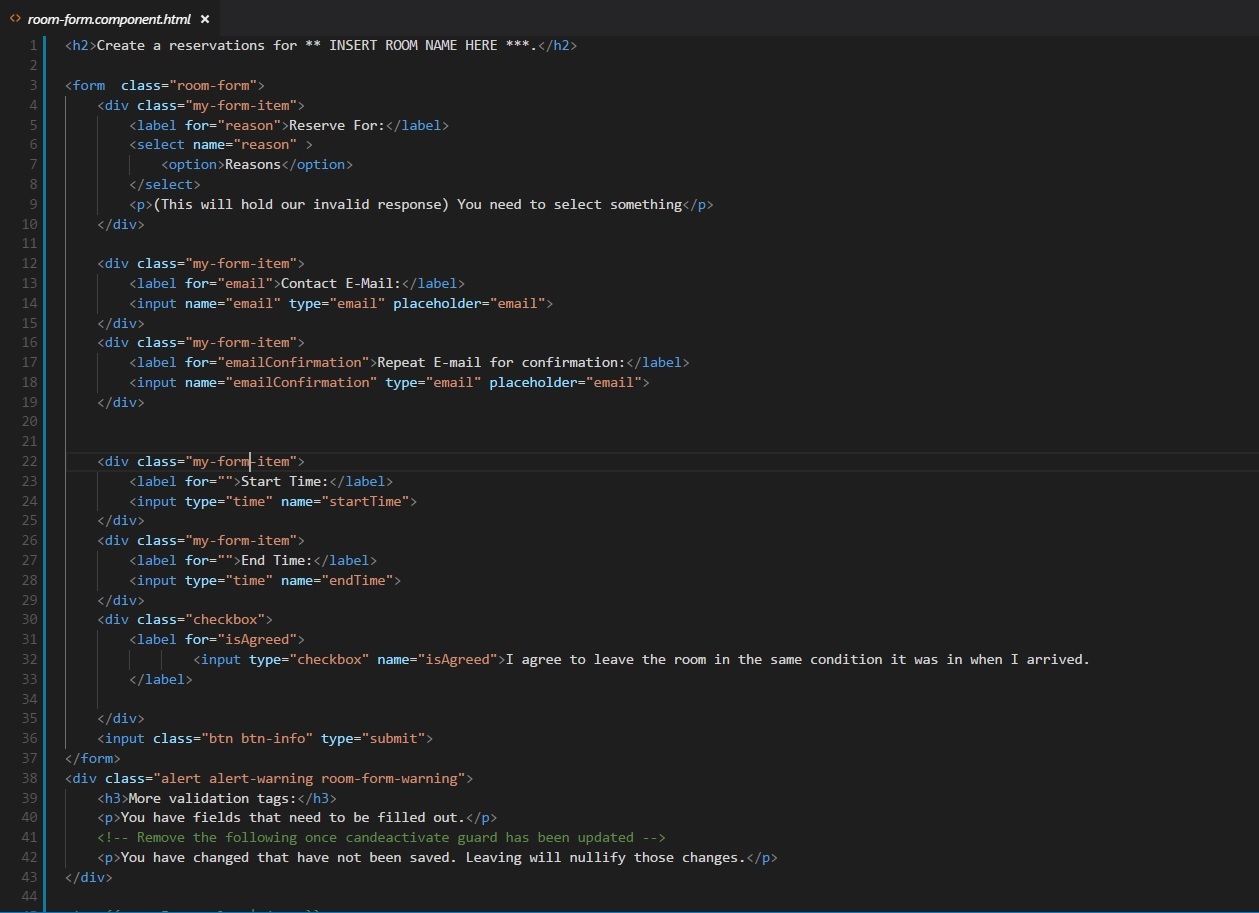 <> room-form.component.html ×
1 <h2>Create a reservations for ** INSERT ROOM NAME HERE ***.</h2>
2
3 <form  class="room-form">
4     <div class="my-form-item">
5         <label for="reason">Reserve For:</label>
6         <select name="reason" >
7             <option>Reasons</option>
8         </select>
9         <p>(This will hold our invalid response) You need to select something</p>
10     </div>
11
12     <div class="my-form-item">
13         <label for="email">Contact E-Mail:</label>
14         <input name="email" type="email" placeholder="email">
15     </div>
16     <div class="my-form-item">
17         <label for="emailConfirmation">Repeat E-mail for confirmation:</label>
18         <input name="emailConfirmation" type="email" placeholder="email">
19     </div>
20
21
22     <div class="my-form-item">
23         <label for="">Start Time:</label>
24         <input type="time" name="startTime">
25     </div>
26     <div class="my-form-item">
27         <label for="">End Time:</label>
28         <input type="time" name="endTime">
29     </div>
30     <div class="checkbox">
31         <label for="isAgreed">
32                 <input type="checkbox" name="isAgreed">I agree to leave the room in the same condition it was in when I arrived.
33         </label>
34
35     </div>
36     <input class="btn btn-info" type="submit">
37 </form>
38 <div class="alert alert-warning room-form-warning">
39     <h3>More validation tags:</h3>
40     <p>You have fields that need to be filled out.</p>
41     <!-- Remove the following once candeactivate guard has been updated -->
42     <p>You have changed that have not been saved. Leaving will nullify those changes.</p>
43 </div>
44